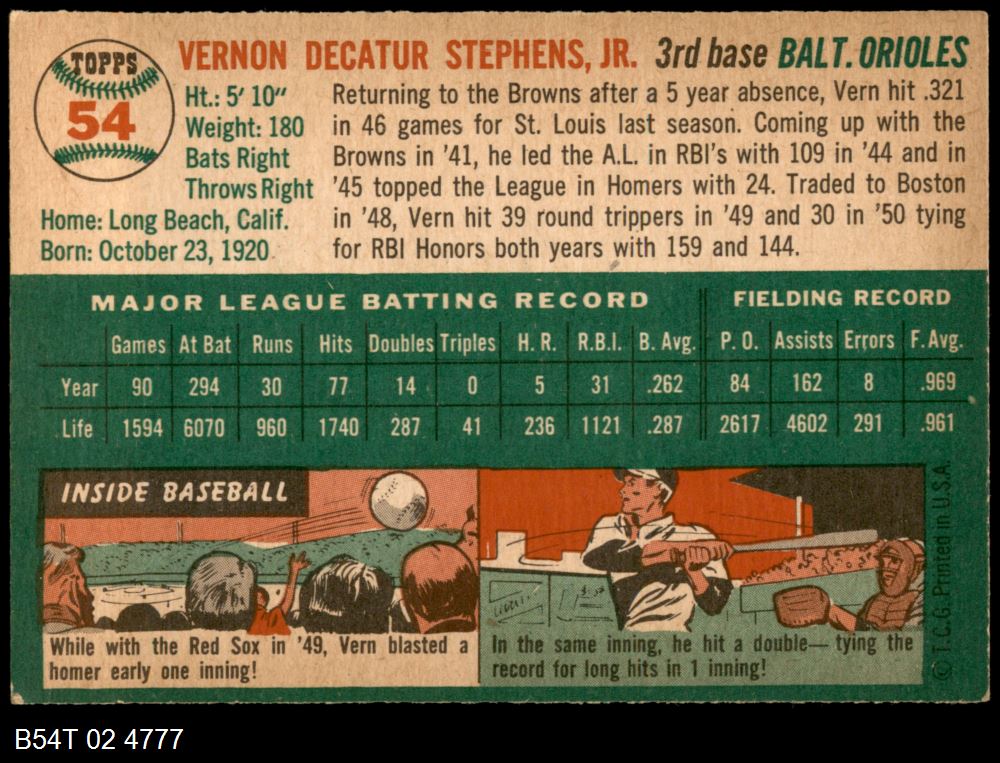 TOPPS
54
VERNON DECATUR STEPHENS, JR. 3rd base BALT. ORIOLES
Ht.: 5' 10"
Weight: 180
Bats Right
Throws Right
Home: Long Beach, Calif.
Born: October 23, 1920
Returning to the Browns after a 5 year absence, Vern hit .321
in 46 games for St. Louis last season. Coming up with the
Browns in '41, he led the A.L. in RBI's with 109 in '44 and in
'45 topped the League in Homers with 24. Traded to Boston
in '48, Vern hit 39 round trippers in '49 and 30 in '50 tying
for RBI Honors both years with 159 and 144.
MAJOR LEAGUE BATTING RECORD FIELDING RECORD
Games At Bat Runs Hits Doubles Triples H. R. R.B.I. B. Avg. P. O. Assists Errors F. Avg.
Year 90 294 30 77 14 0 5 31 .262 84 162 8 .969
Life 1594 6070 960 1740 287 41 236 1121 .287 2617 4602 291 .961
INSIDE BASEBALL
While with the Red Sox in '49, Vern blasted a
homer early one inning!
In the same inning, he hit a double— tying the
record for long hits in 1 inning!
© T. C. G. Printed in U.S.A.
B54T 02 4777